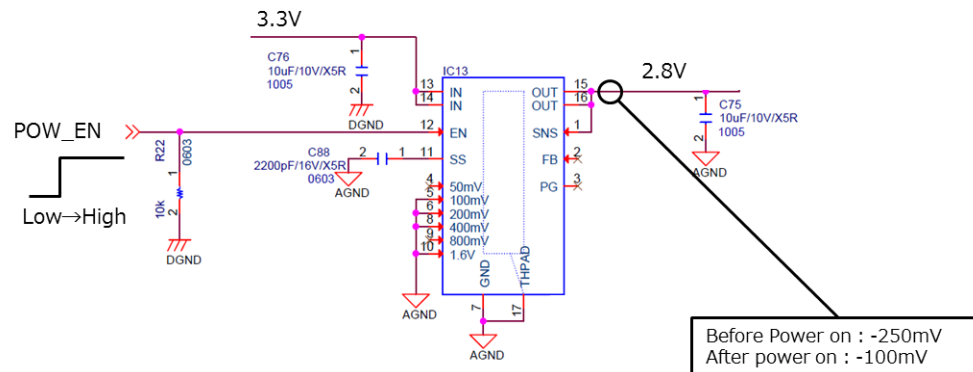 3.3V
C76
10uF/10V/X5R
1005
1
2
DGND
IC13
13
14
IN
IN
OUT
OUT
15
16
2.8V
C75
10uF/10V/X5R
1005
1
2
AGND
POW_EN
12
EN
SNS
1
R22
0603
1
2
10k
DGND
Low→High
C88
2200pF/16V/X5R
0603
2
1
AGND
11
SS
FB
2
PG
3
4
50mV
5
100mV
6
200mV
8
400mV
9
800mV
10
1.6V
AGND
GND
THPAD
7
17
AGND
Before Power on : -250mV
After power on : -100mV